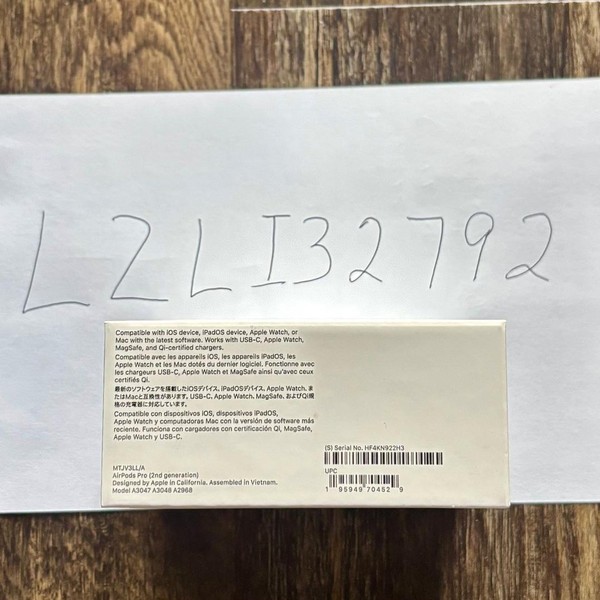 LZLI32792
Compatible with iOS device, iPadOS device, Apple Watch, or
Mac with the latest software. Works with USB-C, Apple Watch,
MagSafe, and Qi-certified chargers.
Compatible avec les appareils iOS, les appareils iPadOS, les
Apple Watch et les Mac dotés du dernier logiciel. Fonctionne avec
les chargeurs USB-C, Apple Watch et MagSafe ainsi qu'avec ceux
certifiés Qi.
最新のソフトウェアを搭載したiOSデバイス、iPadOSデバイス、Apple Watch、ま
たはMacと互換性があります。USB-C、Apple Watch、MagSafe、およびQi規
格の充電器に対応しています。
Compatible con dispositivos iOS, dispositivos iPadOS,
Apple Watch y computadoras Mac con la versión de software más
reciente. Funciona con cargadores con certificación Qi, MagSafe,
Apple Watch y USB-C.
(S) Serial No. HF4KN922H3
MTJV3LL/A
AirPods Pro (2nd generation)
Designed by Apple in California. Assembled in Vietnam.
Model A3047 A3048 A2968
UPC
1 95949 70452 9